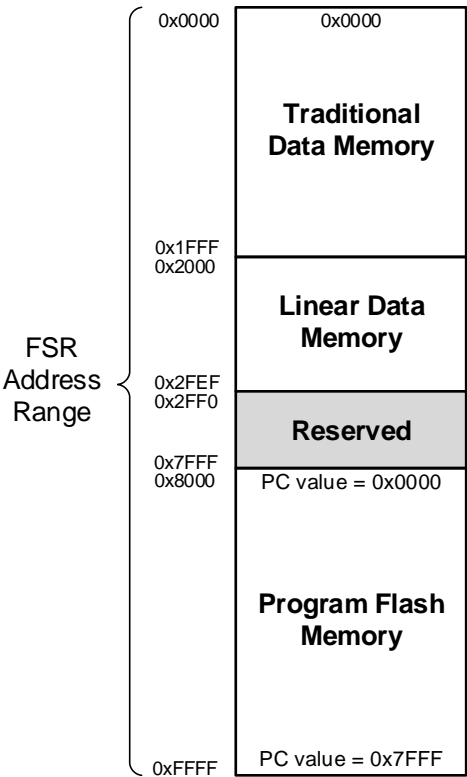 0x0000
0x0000
Traditional
Data Memory
0x1FFF
0x2000
Linear Data
Memory
FSR
Address
Range
0x2FEF
0x2FF0
Reserved
0x7FFF
0x8000
PC value = 0x0000
Program Flash
Memory
PC value = 0x7FFF
0xFFFF